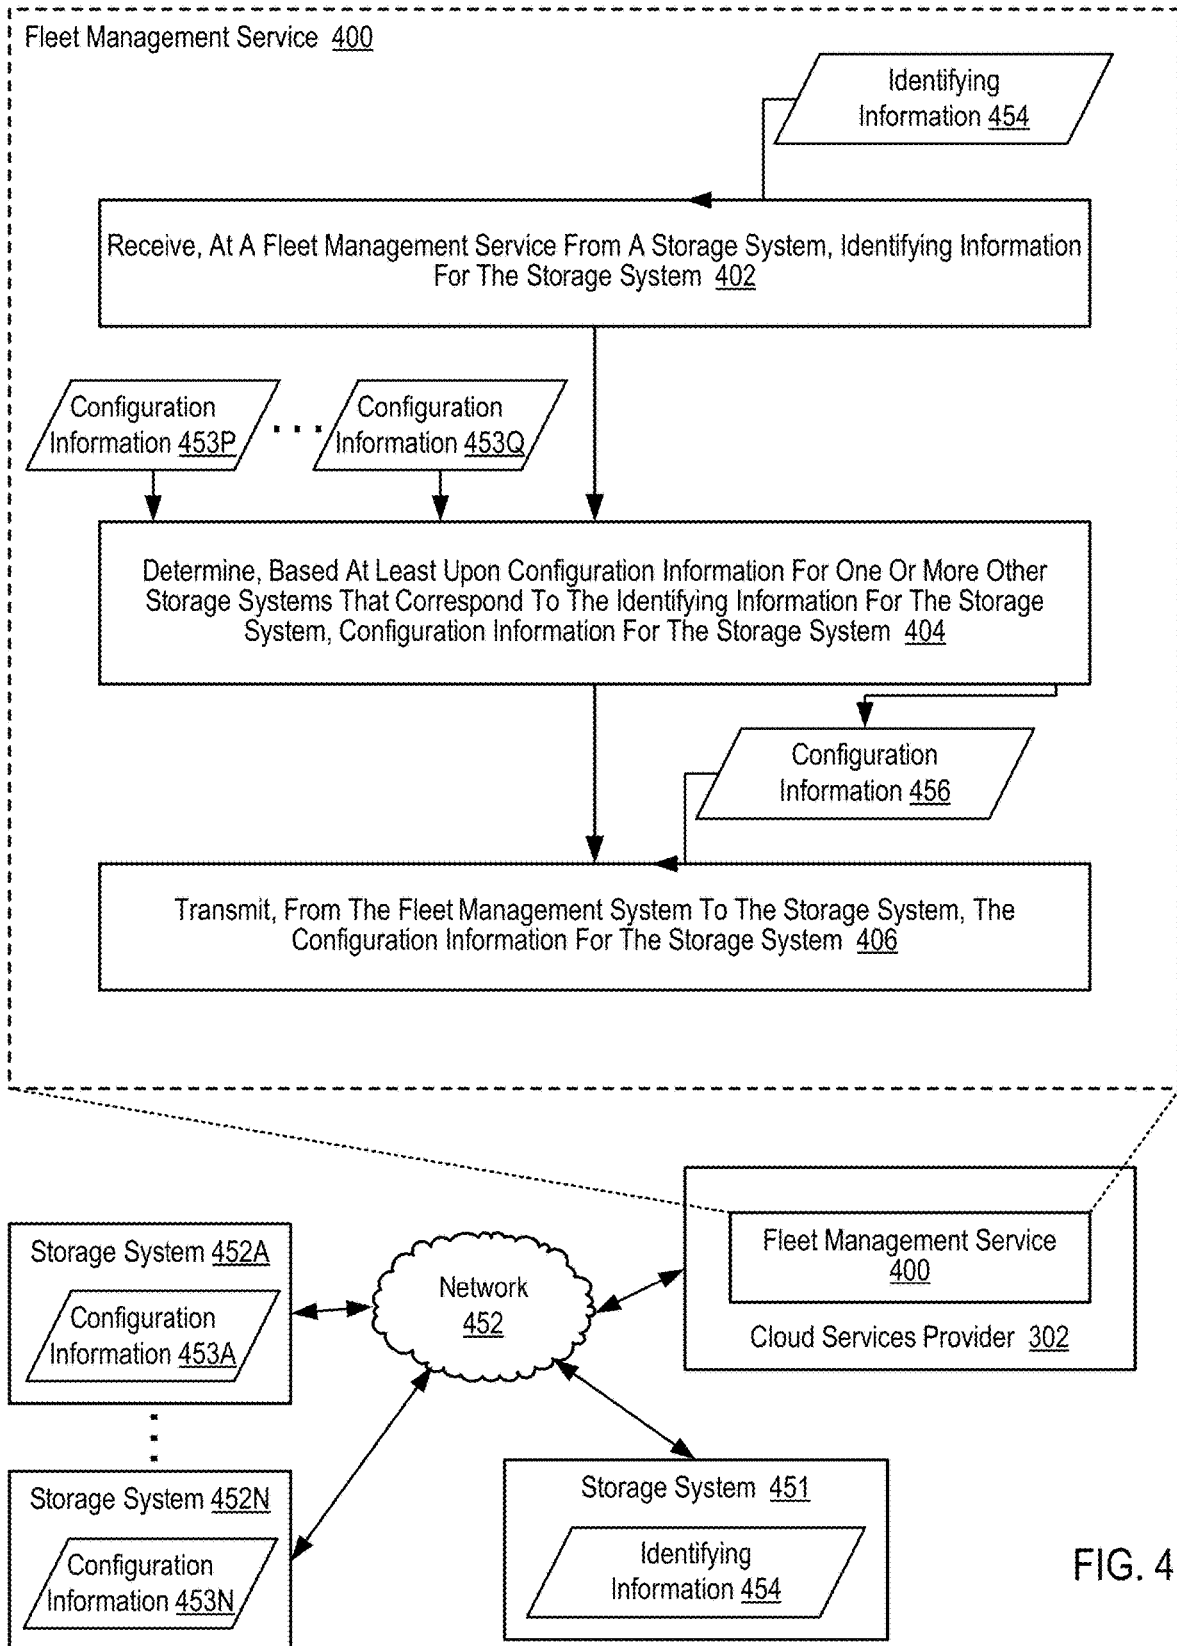 Fleet Management Service 400
Identifying
Information 454
Receive, At A Fleet Management Service From A Storage System, Identifying Information
For The Storage System 402
Configuration
Information 453P
Configuration
Information 453Q
Determine, Based At Least Upon Configuration Information For One Or More Other
Storage Systems That Correspond To The Identifying Information For The Storage
System, Configuration Information For The Storage System 404
Configuration
Information 456
Transmit, From The Fleet Management System To The Storage System, The
Configuration Information For The Storage System 406
Storage System 452A
Configuration
Information 453A
Network
452
Fleet Management Service
400
Cloud Services Provider 302
Storage System 452N
Configuration
Information 453N
Storage System 451
Identifying
Information 454
FIG. 4